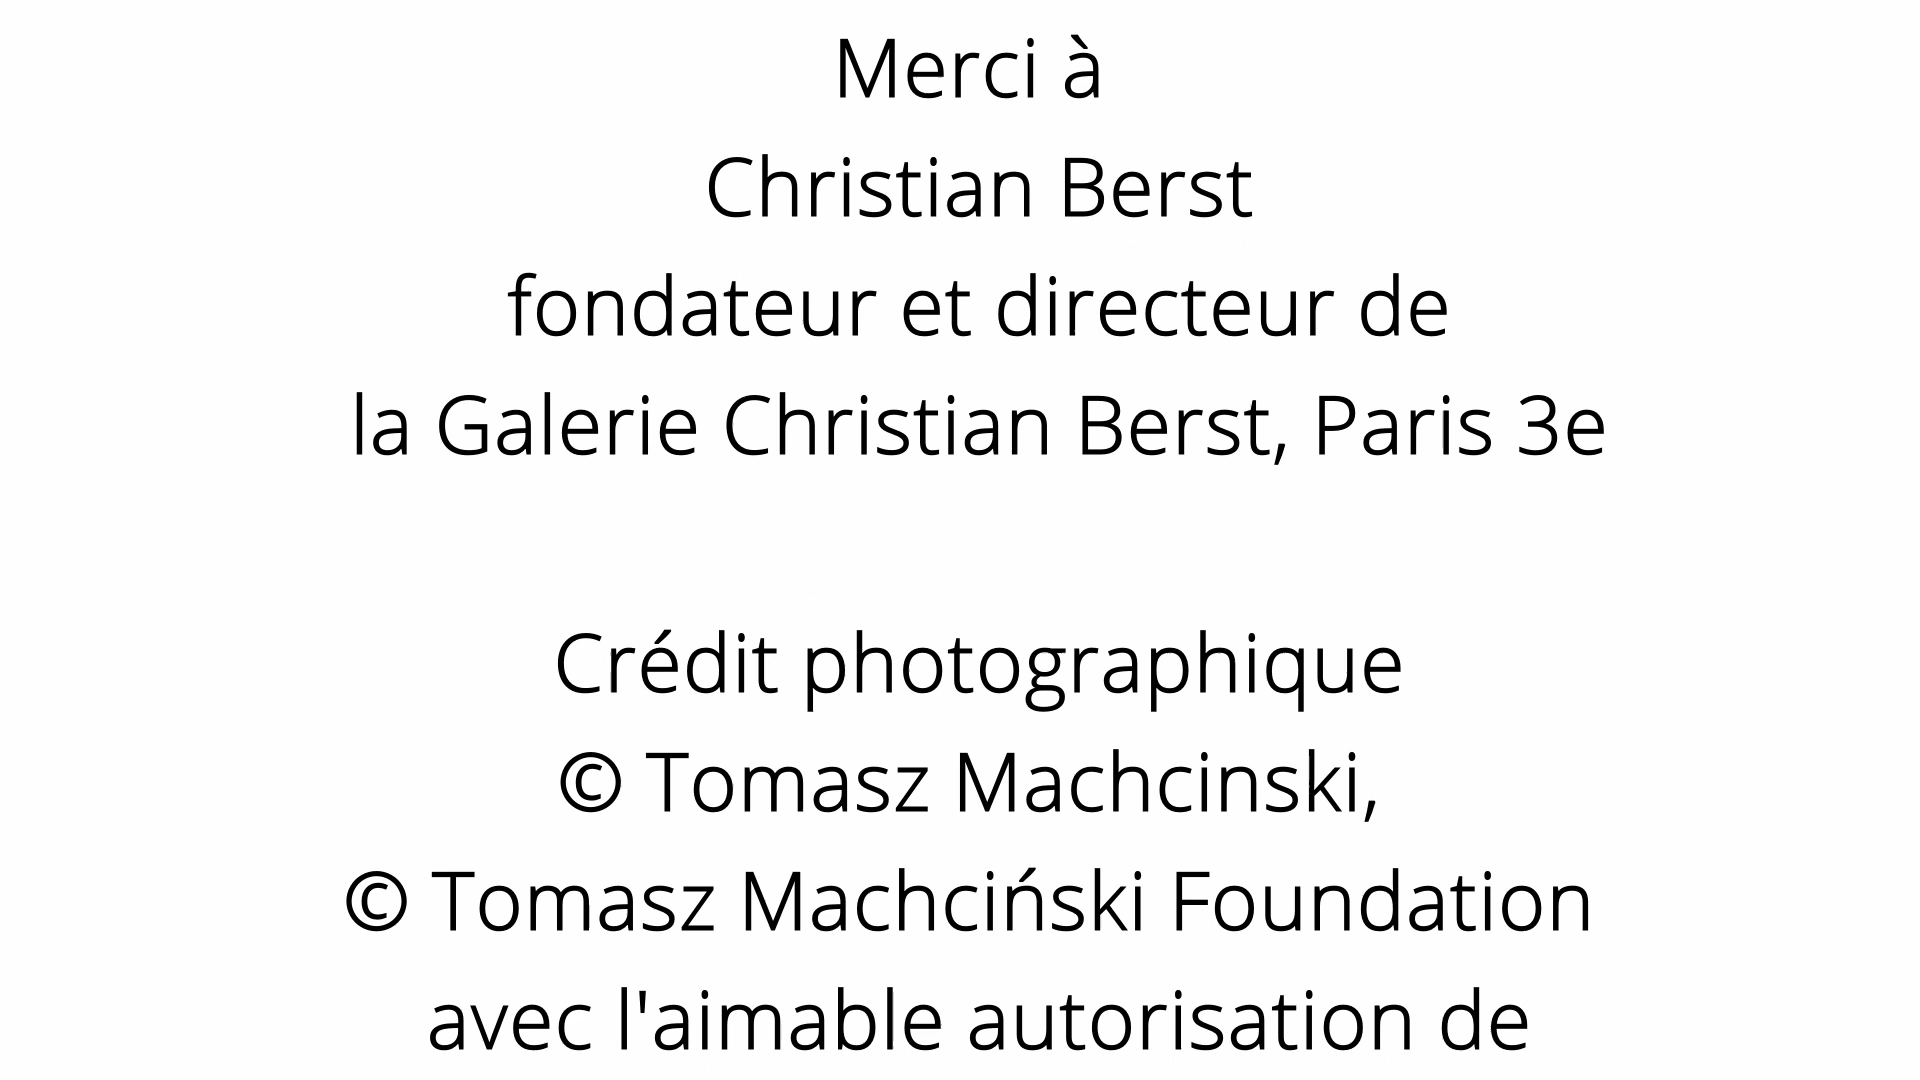 Merci à
Christian Berst
fondateur et directeur de
la Galerie Christian Berst, Paris 3e
Crédit photographique
© Tomasz Machcinski,
© Tomasz Machciński Foundation
avec l'aimable autorisation de